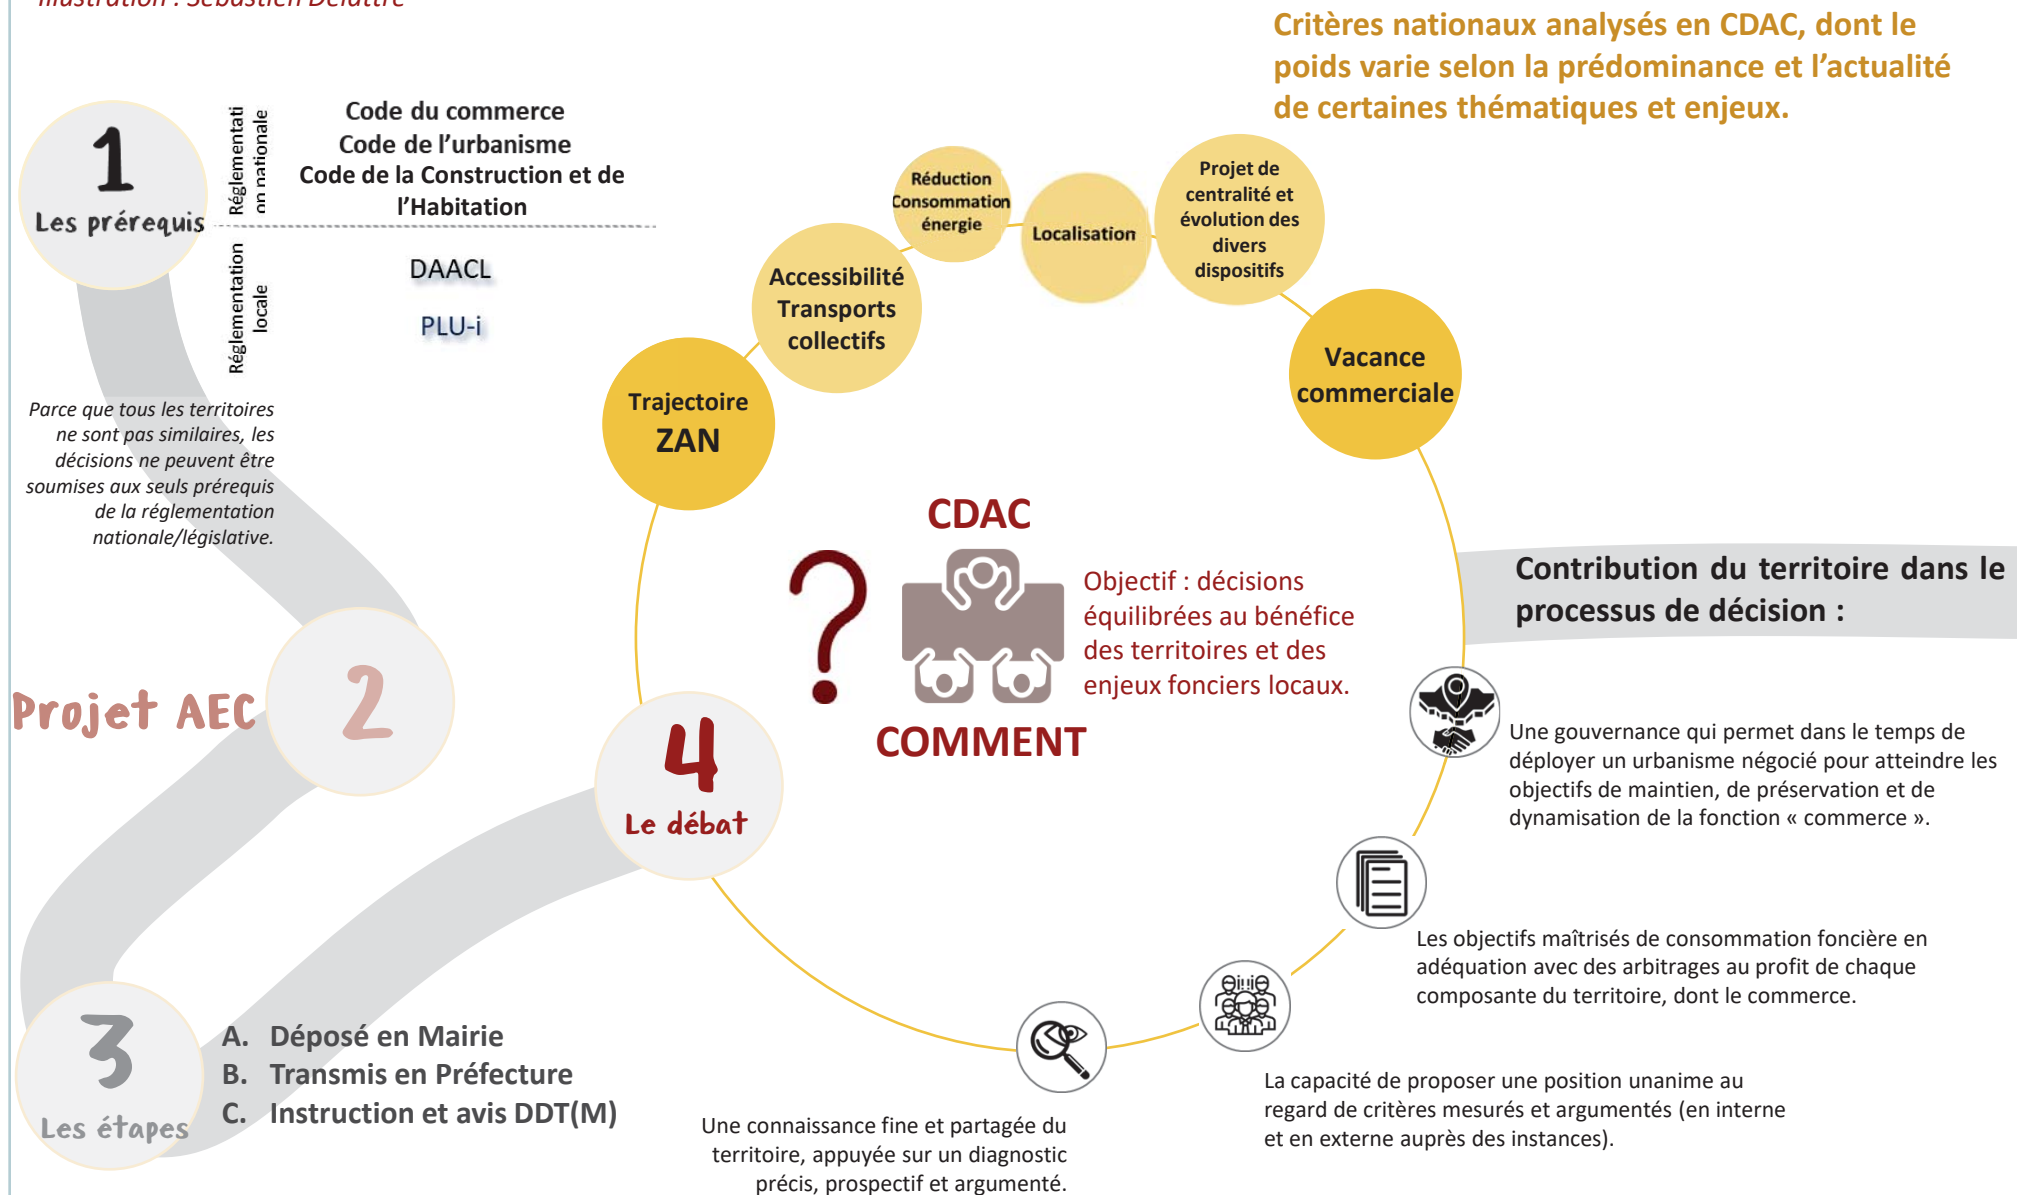 Illustration : Sébastien Delattre
Critères nationaux analysés en CDAC, dont le
poids varie selon la prédominance et l'actualité
de certaines thématiques et enjeux.
1
Les prérequis
Réglementati
on nationale
Code du commerce
Code de l'urbanisme
Code de la Construction et de
l'Habitation
Réglementation
locale
DAACL
PLU-i
Parce que tous les territoires
ne sont pas similaires, les
décisions ne peuvent être
soumises aux seuls prérequis
de la réglementation
nationale/législative.
Projet AEC
2
3
Les étapes
A. Déposé en Mairie
B. Transmis en Préfecture
C. Instruction et avis DDT(M)
4
Le débat
Trajectoire
ZAN
Accessibilité
Transports
collectifs
Réduction
Consommation
énergie
Localisation
Projet de
centralité et
évolution des
divers
dispositifs
Vacance
commerciale
CDAC
?
COMMENT
Objectif : décisions
équilibrées au bénéfice
des territoires et des
enjeux fonciers locaux.
Contribution du territoire dans le
processus de décision :
Une gouvernance qui permet dans le temps de
déployer un urbanisme négocié pour atteindre les
objectifs de maintien, de préservation et de
dynamisation de la fonction « commerce ».
Les objectifs maîtrisés de consommation foncière en
adéquation avec des arbitrages au profit de chaque
composante du territoire, dont le commerce.
La capacité de proposer une position unanime au
regard de critères mesurés et argumentés (en interne
et en externe auprès des instances).
Une connaissance fine et partagée du
territoire, appuyée sur un diagnostic
précis, prospectif et argumenté.